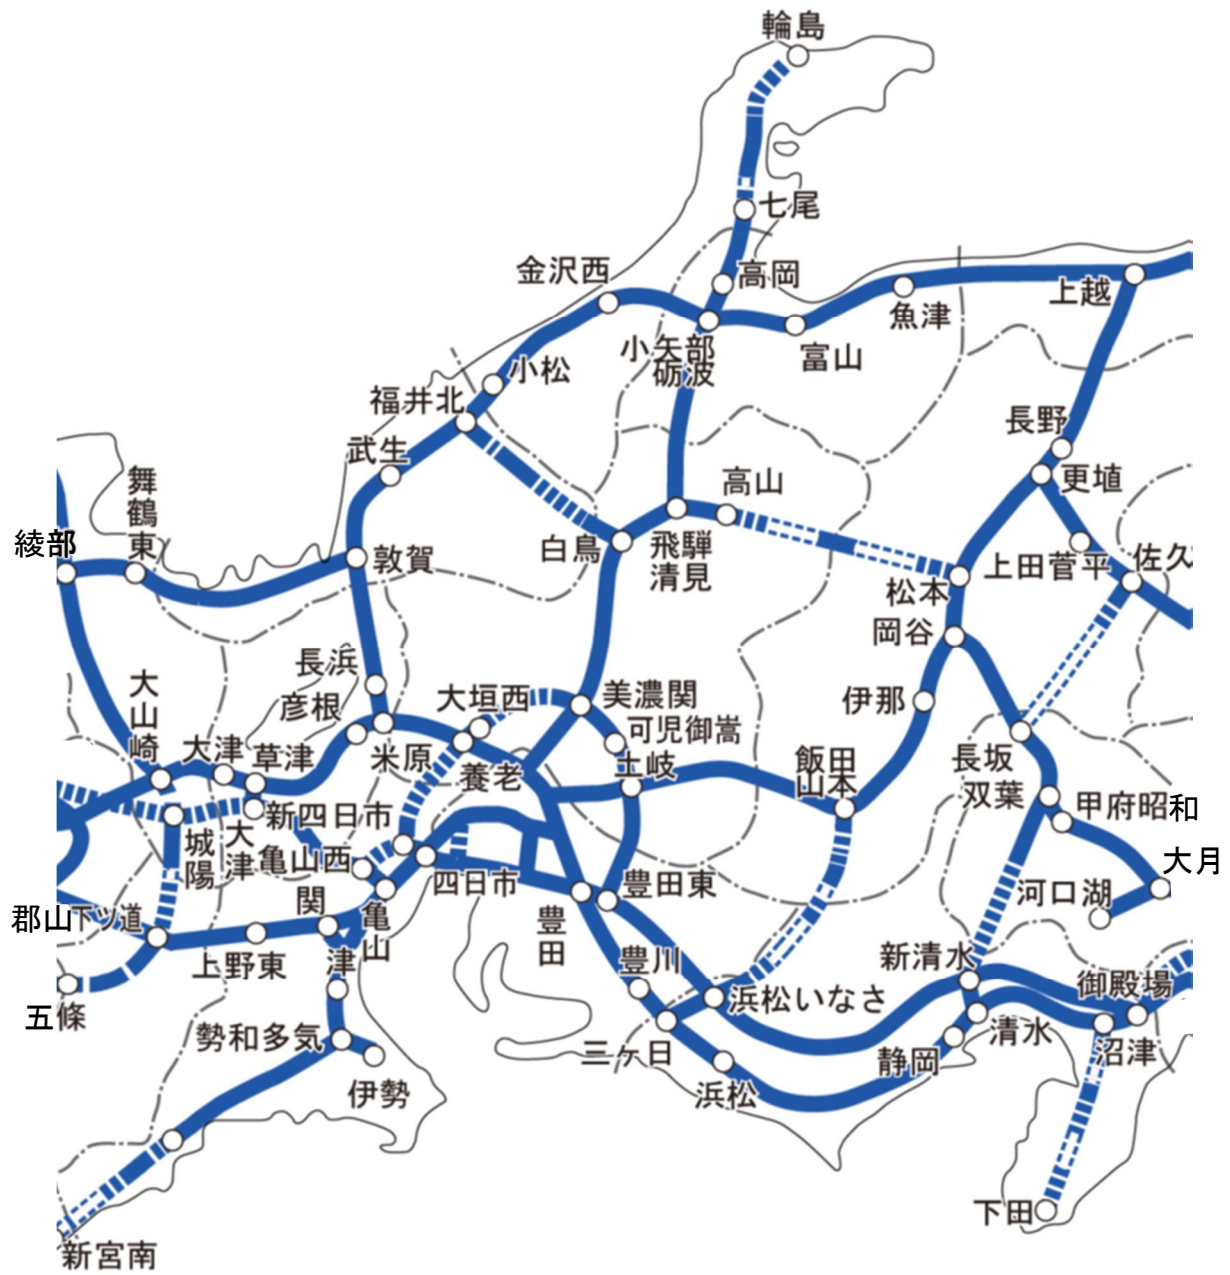 輪島
七尾
金沢西
高岡
上越
魚津
小矢部
砺波
富山
小松
福井北
長野
武生
更埴
舞鶴東
高山
綾部
白鳥
飛騨
清見
敦賀
上田菅平
佐久
松本
岡谷
長浜
大山崎
大垣西
美濃関
伊那
彦根
可児御嵩
大津
草津
米原
養老
土岐
飯田
山本
長坂
双葉
甲府昭和
新四日市
城陽
大津
亀山西
四日市
豊田東
大月
関
河口湖
郡山下ツ道
亀山
豊田
上野東
津
豊川
新清水
御殿場
五條
浜松いなさ
勢和多気
三ヶ日
静岡
清水
沼津
伊勢
浜松
下田
新宮南